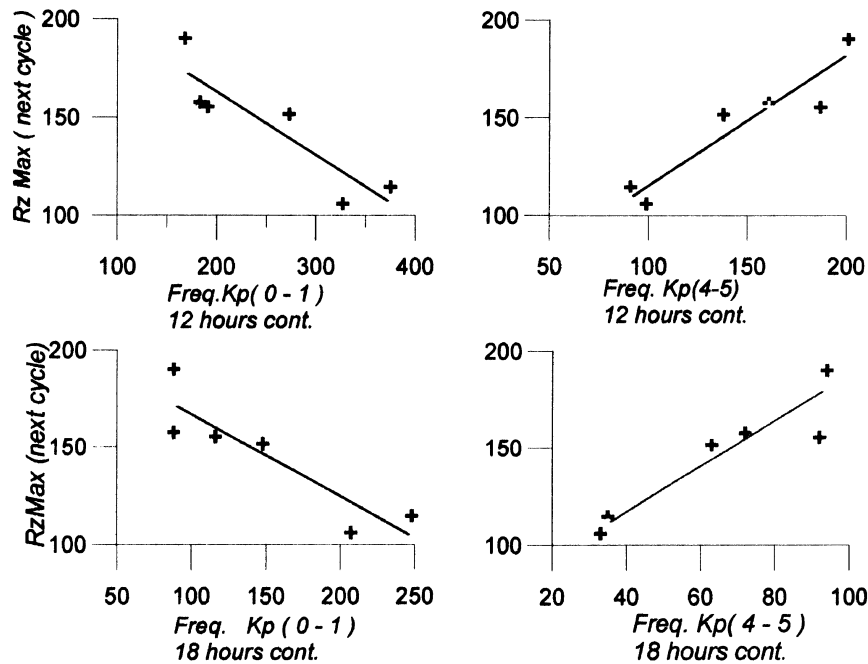 Rz Max ( next cycle )
200
150
100
100 200 300 400
Freq.Kp( 0 - 1 )
12 hours cont.
200
150
100
50 100 150 200
Freq. Kp(4-5)
12 hours cont.
RzMax (next cycle)
200
150
100
50 100 150 200 250
Freq. Kp ( 0 - 1 )
18 hours cont.
200
150
100
20 40 60 80 100
Freq. Kp( 4 - 5 )
18 hours cont.